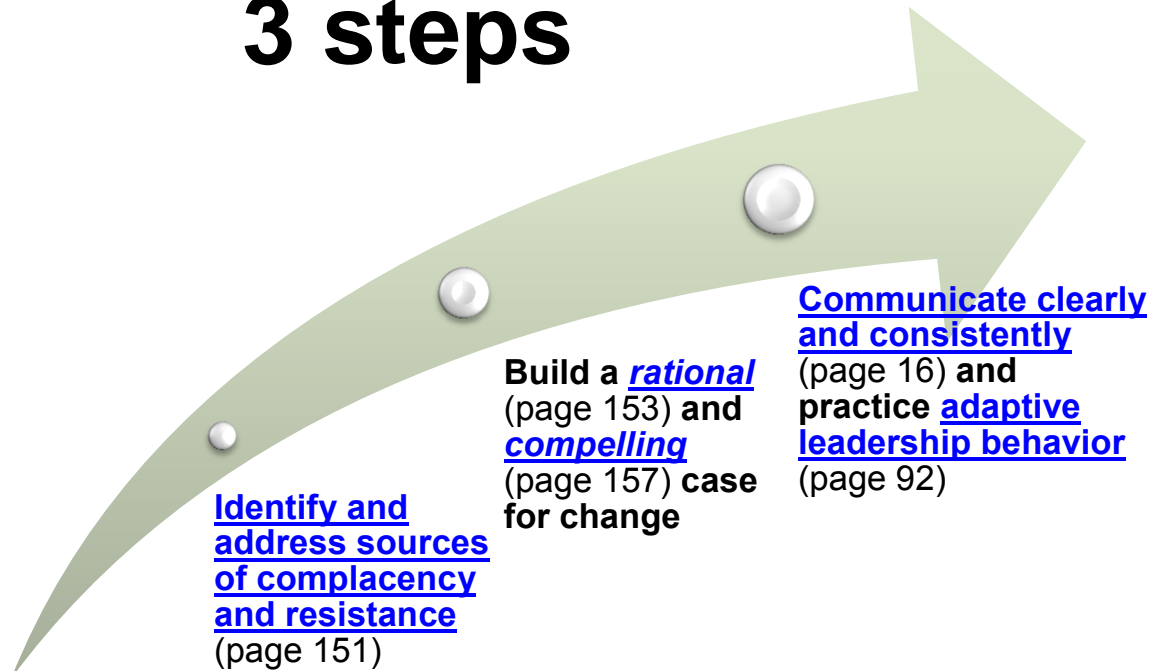 3 steps
Identify and
address sources
of complacency
and resistance
(page 151)
Build a rational
(page 153) and
compelling
(page 157) case
for change
Communicate clearly
and consistently
(page 16) and
practice adaptive
leadership behavior
(page 92)